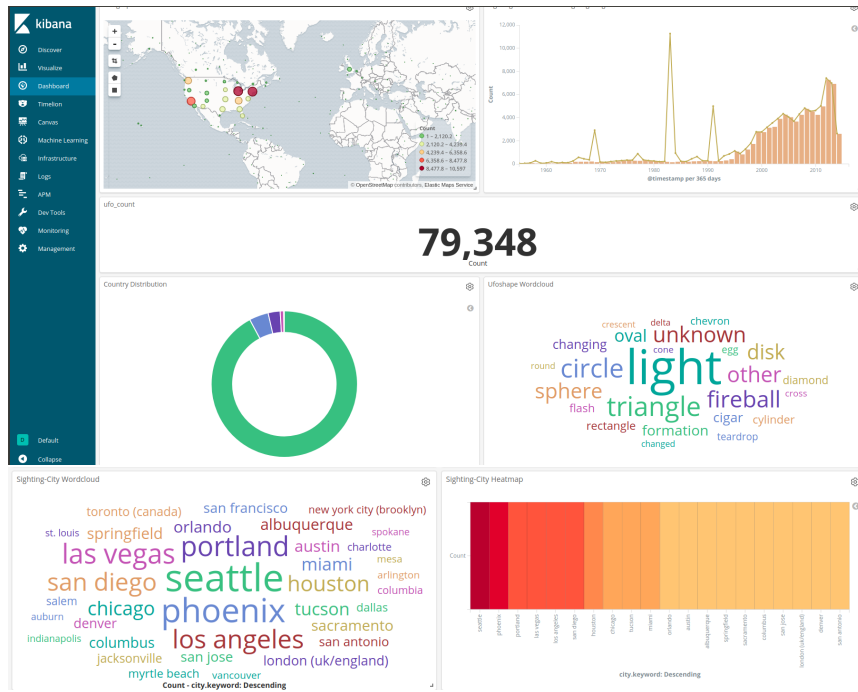 kibana
Discover
Visualize
Dashboard
Timelion
Canvas
Machine Learning
Infrastructure
Logs
APM
Dev Tools
Monitoring
Management
Default
Collapse
+
-
Count
1 – 2,120.2
2,120.2 – 4,239.4
4,239.4 – 6,358.6
6,358.6 – 8,477.8
8,477.8 – 10,597
© OpenStreetMap contributors, Elastic Maps Service
12,000
10,000
8,000
6,000
4,000
2,000
0
Count
1960
1970
1980
1990
2000
2010
@timestamp per 365 days
ufo_count
79,348
Count
Country Distribution
Ufoshape Wordcloud
crescent
delta
chevron
oval
unknown
changing
cone
egg
disk
round
circle
light
other
diamond
sphere
fireball
cross
flash
triangle
cigar
cylinder
rectangle
formation
teardrop
changed
Sighting-City Wordcloud
toronto (canada)
san francisco
new york city (brooklyn)
st. louis
springfield
orlando
albuquerque
spokane
las vegas
portland
austin
charlotte
miami
mesa
san diego
seattle
houston
arlington
columbia
salem
chicago
phoenix
tucson
dallas
auburn
denver
sacramento
indianapolis
columbus
los angeles
san antonio
jacksonville
san jose
london (uk/england)
myrtle beach
vancouver
Count - city.keyword: Descending
Sighting-City Heatmap
Count
seattle
phoenix
portland
las vegas
los angeles
san diego
houston
chicago
tucson
miami
orlando
austin
albuquerque
springfield
sacramento
columbus
san jose
london (uk/england)
denver
san antonio
city.keyword: Descending